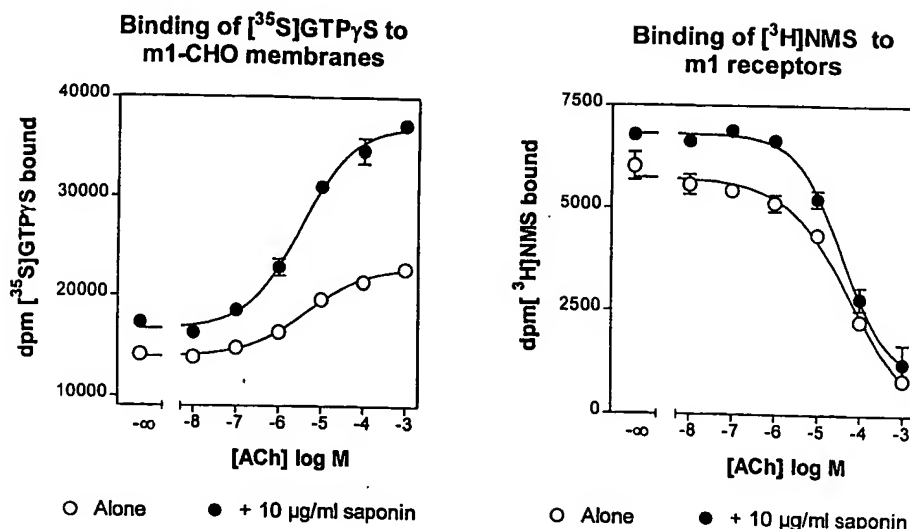 Binding of [³⁵S]GTPγS to
m1-CHO membranes
dpm [³⁵S]GTPγS bound
40000
30000
20000
10000
-∞
-8
-7
-6
-5
-4
-3
[ACh] log M
Alone
+ 10 µg/ml saponin
Binding of [³H]NMS to
m1 receptors
dpm[ ³H]NMS bound
7500
5000
2500
0
-∞
-8
-7
-6
-5
-4
-3
[ACh] log M
Alone
+ 10 µg/ml saponin